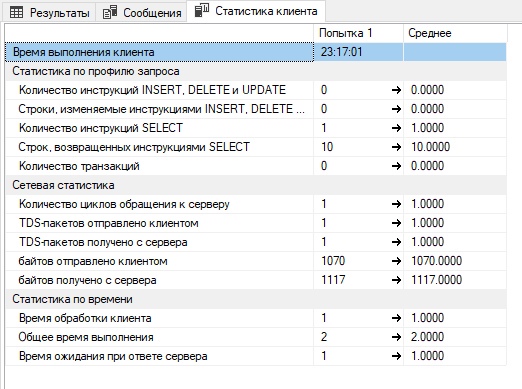 Результаты Сообщения Статистика клиента
Попытка 1 Среднее
Время выполнения клиента 23:17:01
Статистика по профилю запроса
Количество инструкций INSERT, DELETE и UPDATE 0 → 0.0000
Строки, изменяемые инструкциями INSERT, DELETE ... 0 → 0.0000
Количество инструкций SELECT 1 → 1.0000
Строк, возвращенных инструкциями SELECT 10 → 10.0000
Количество транзакций 0 → 0.0000
Сетевая статистика
Количество циклов обращения к серверу 1 → 1.0000
TDS-пакетов отправлено клиентом 1 → 1.0000
TDS-пакетов получено с сервера 1 → 1.0000
байтов отправлено клиентом 1070 → 1070.0000
байтов получено с сервера 1117 → 1117.0000
Статистика по времени
Время обработки клиента 1 → 1.0000
Общее время выполнения 2 → 2.0000
Время ожидания при ответе сервера 1 → 1.0000